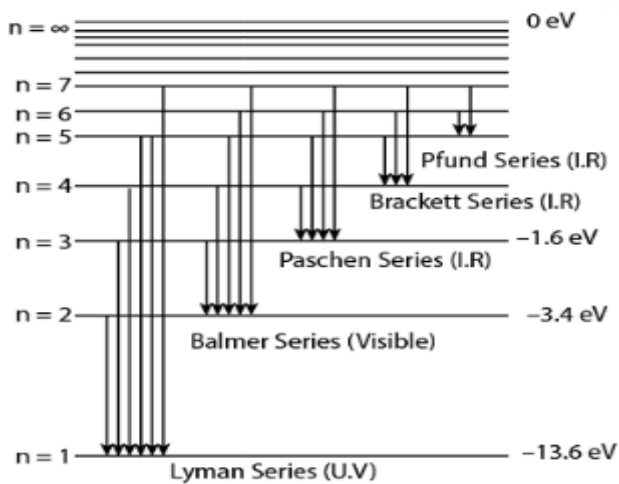 n = ∞ 0 eV
n = 7
n = 6
n = 5
Pfund Series (I.R)
n = 4
Brackett Series (I.R)
n = 3 −1.6 eV
Paschen Series (I.R)
n = 2 −3.4 eV
Balmer Series (Visible)
n = 1 −13.6 eV
Lyman Series (U.V)